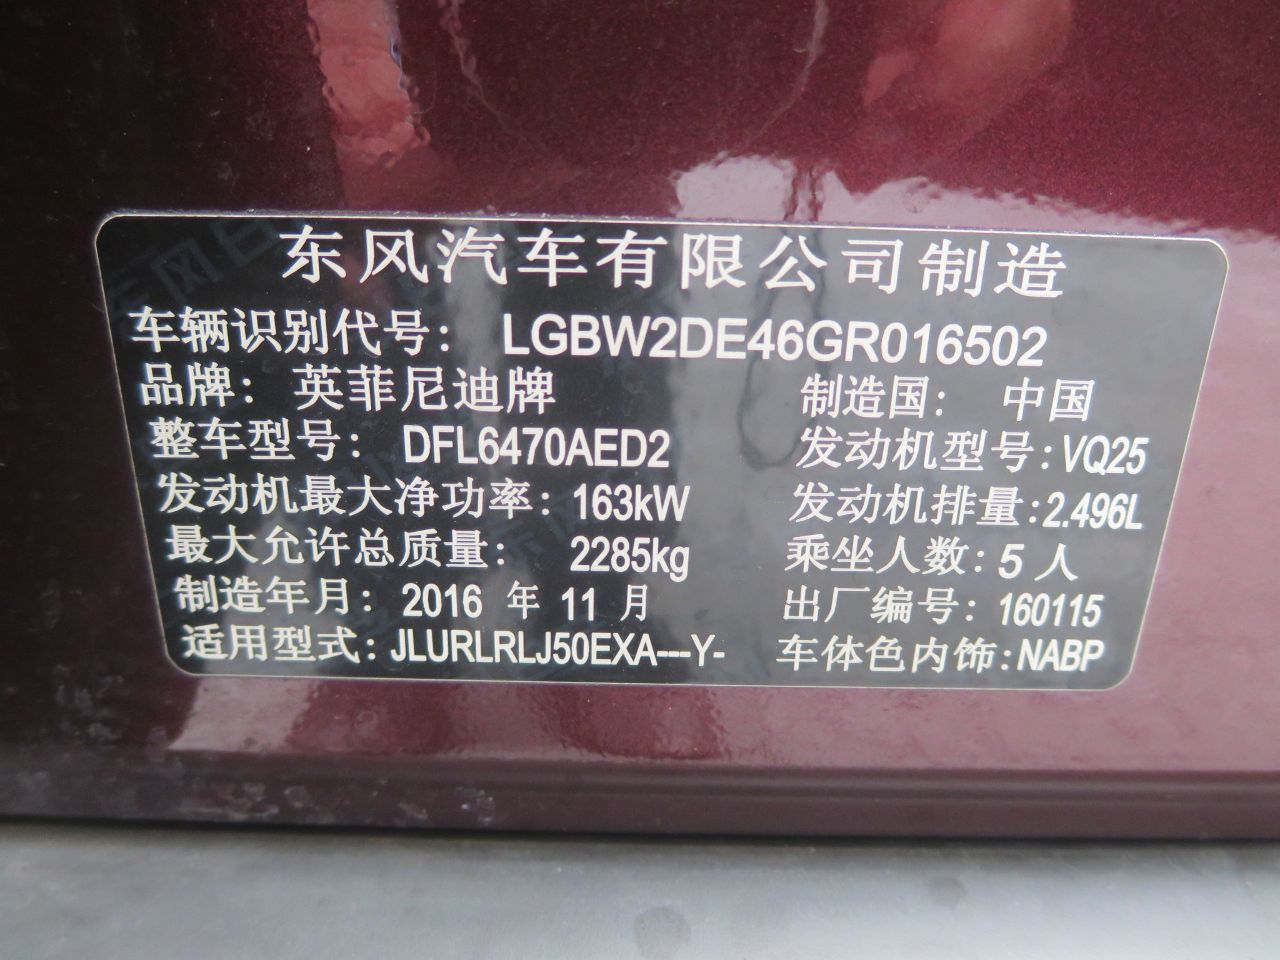 东风汽车有限公司制造
车辆识别代号: LGBW2DE46GR016502
品牌: 英菲尼迪牌 制造国: 中国
整车型号: DFL6470AED2 发动机型号: VQ25
发动机最大净功率: 163kW 发动机排量: 2.496L
最大允许总质量: 2285kg 乘坐人数: 5 人
制造年月: 2016 年 11 月 出厂编号: 160115
适用型式: JLURLRLJ50EXA---Y- 车体色内饰: NABP